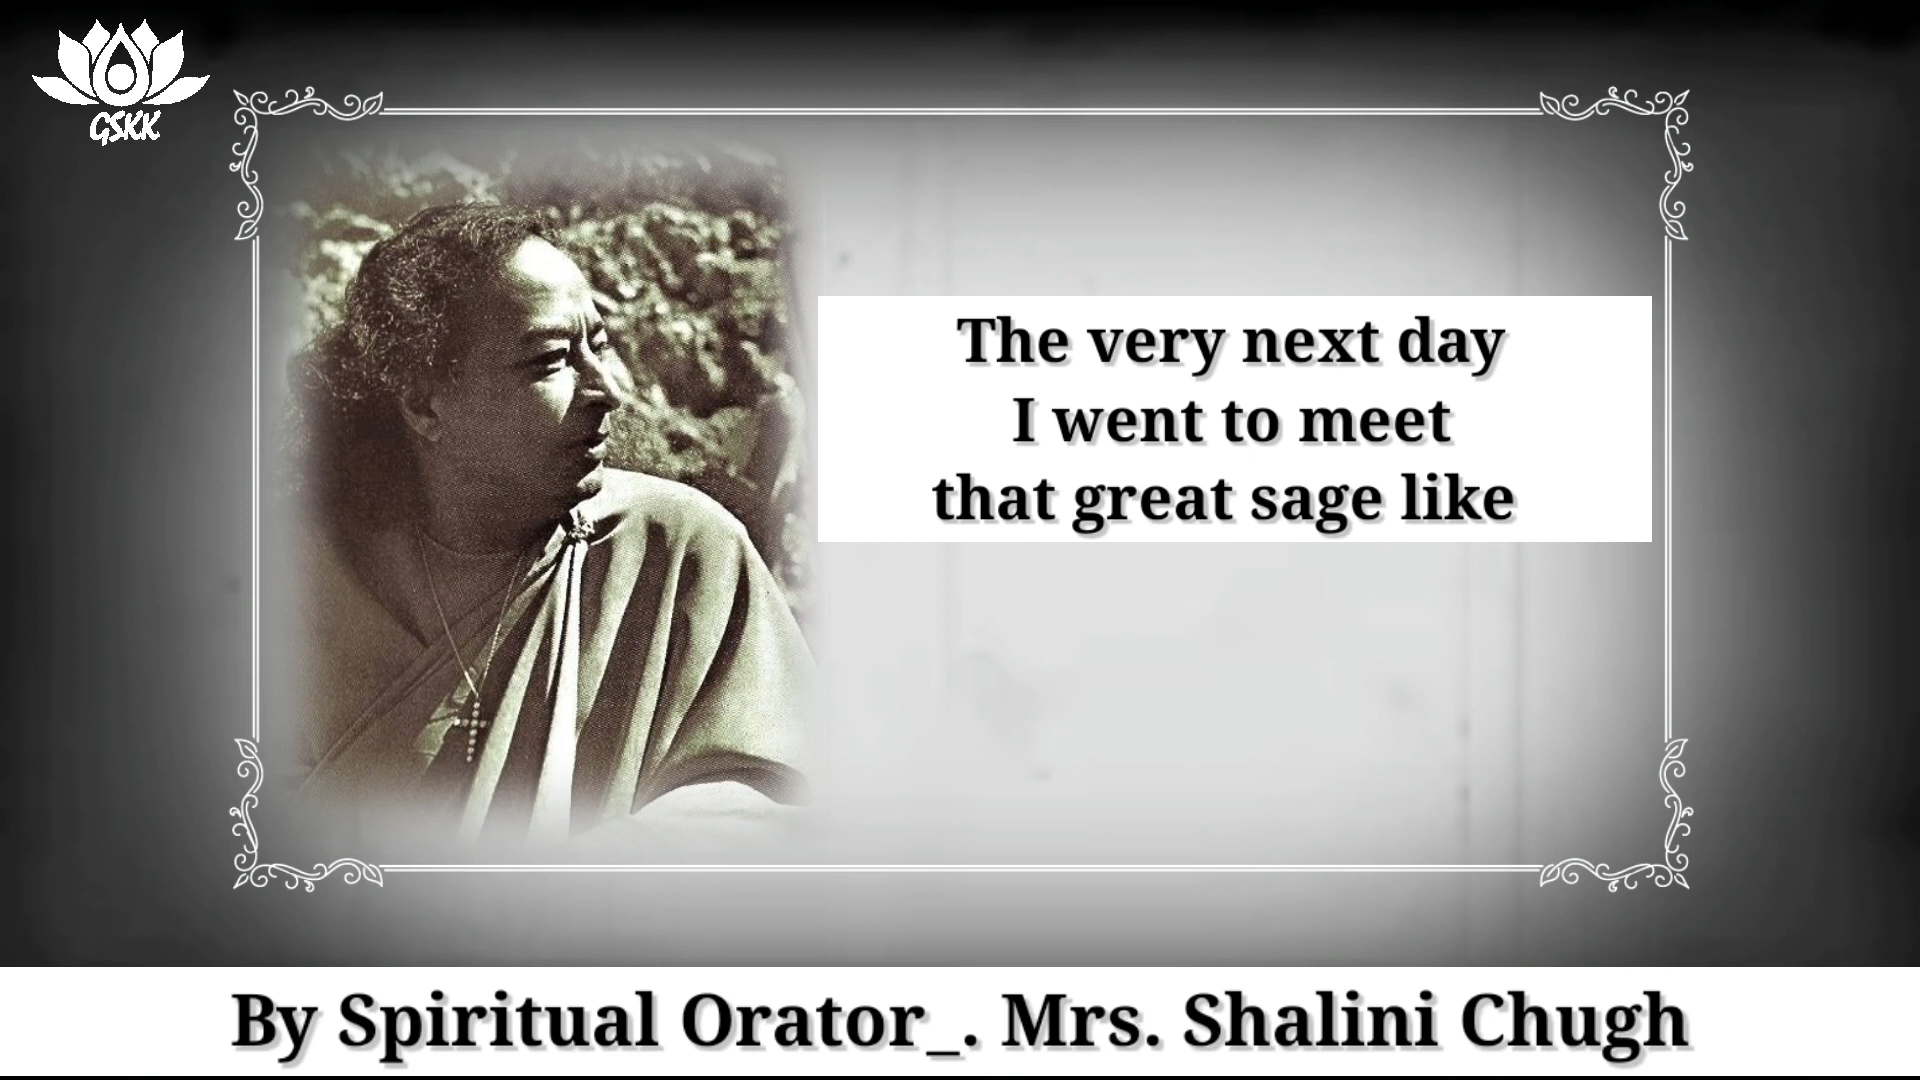 GSKK
The very next day
I went to meet
that great sage like
By Spiritual Orator_. Mrs. Shalini Chugh